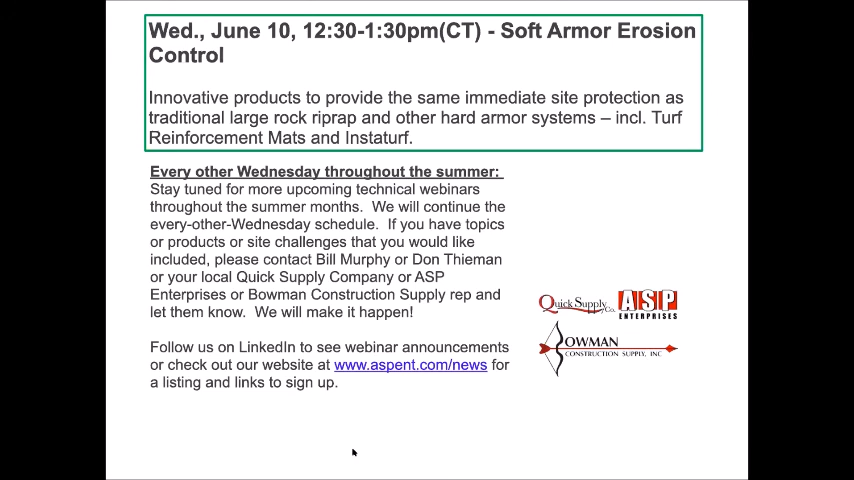 Wed., June 10, 12:30-1:30pm(CT) - Soft Armor Erosion
Control
Innovative products to provide the same immediate site protection as
traditional large rock riprap and other hard armor systems – incl. Turf
Reinforcement Mats and Instaturf.
Every other Wednesday throughout the summer:
Stay tuned for more upcoming technical webinars
throughout the summer months.  We will continue the
every-other-Wednesday schedule.  If you have topics
or products or site challenges that you would like
included, please contact Bill Murphy or Don Thieman
or your local Quick Supply Company or ASP
Enterprises or Bowman Construction Supply rep and
let them know.  We will make it happen!
Follow us on LinkedIn to see webinar announcements
or check out our website at www.aspent.com/news for
a listing and links to sign up.
Quick Supply Co.
ASP
ENTERPRISES
BOWMAN
CONSTRUCTION SUPPLY, INC